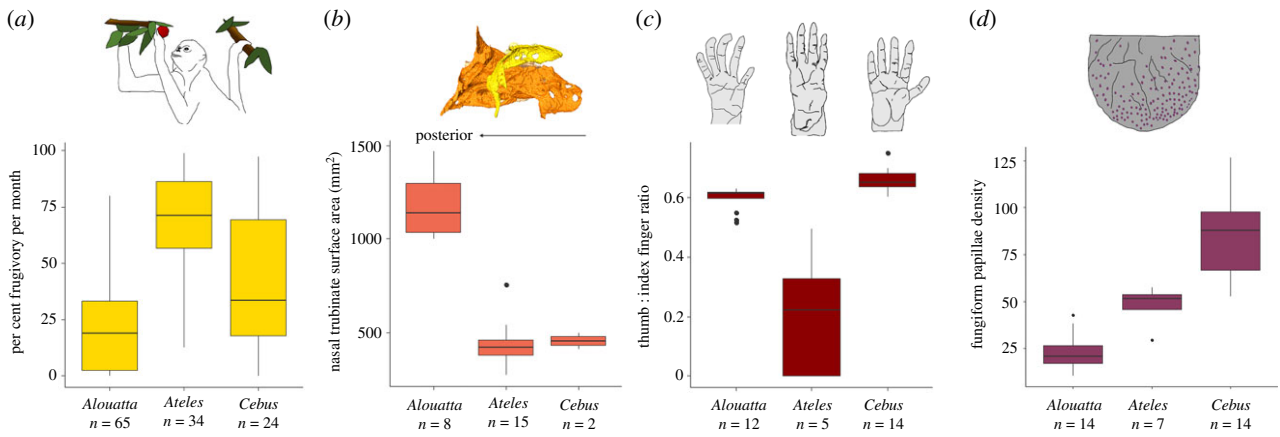 (a)
per cent frugivory per month
100
75
50
25
0
Alouatta Ateles Cebus
n = 65 n = 34 n = 24
(b)
posterior
nasal trubinate surface area (mm²)
1500
1000
500
Alouatta Ateles Cebus
n = 8 n = 15 n = 2
(c)
thumb : index finger ratio
0.6
0.4
0.2
0
Alouatta Ateles Cebus
n = 12 n = 5 n = 14
(d)
fungiform papillae density
125
100
75
50
25
Alouatta Ateles Cebus
n = 14 n = 7 n = 14